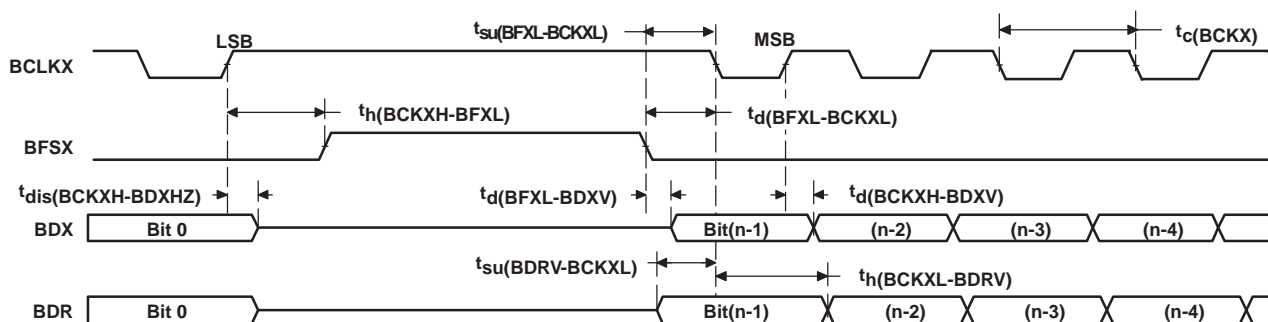 LSB
tsu(BFXL-BCKXL)
MSB
tc(BCKX)
BCLKX
th(BCKXH-BFXL)
td(BFXL-BCKXL)
BFSX
tdis(BCKXH-BDXHZ)
td(BFXL-BDXV)
td(BCKXH-BDXV)
BDX Bit 0 Bit(n-1) (n-2) (n-3) (n-4)
tsu(BDRV-BCKXL)
th(BCKXL-BDRV)
BDR Bit 0 Bit(n-1) (n-2) (n-3) (n-4)